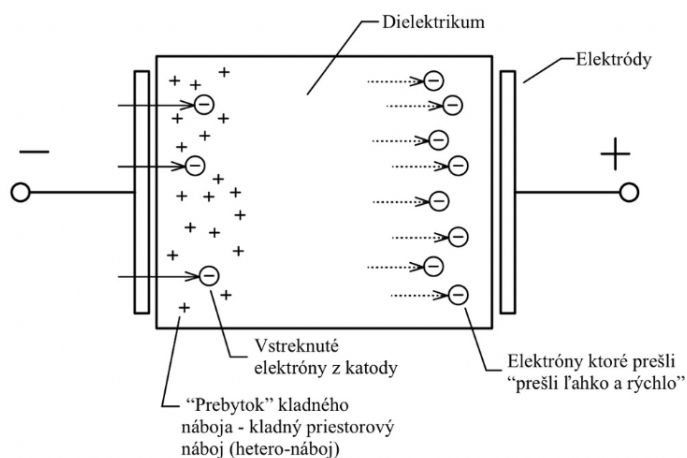 Dielektrikum
Elektródy
−
+
Vstreknuté
elektróny z katody
Elektróny ktoré prešli
“prešli ľahko a rýchlo”
“Prebytok” kladného
náboja - kladný priestorový
náboj (hetero-náboj)